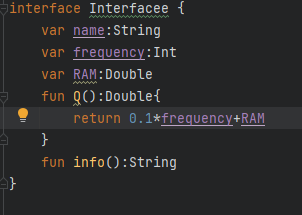 interface Interfacee {
var name:String
var frequency:Int
var RAM:Double
fun Q():Double{
return 0.1*frequency+RAM
}
fun info():String
}